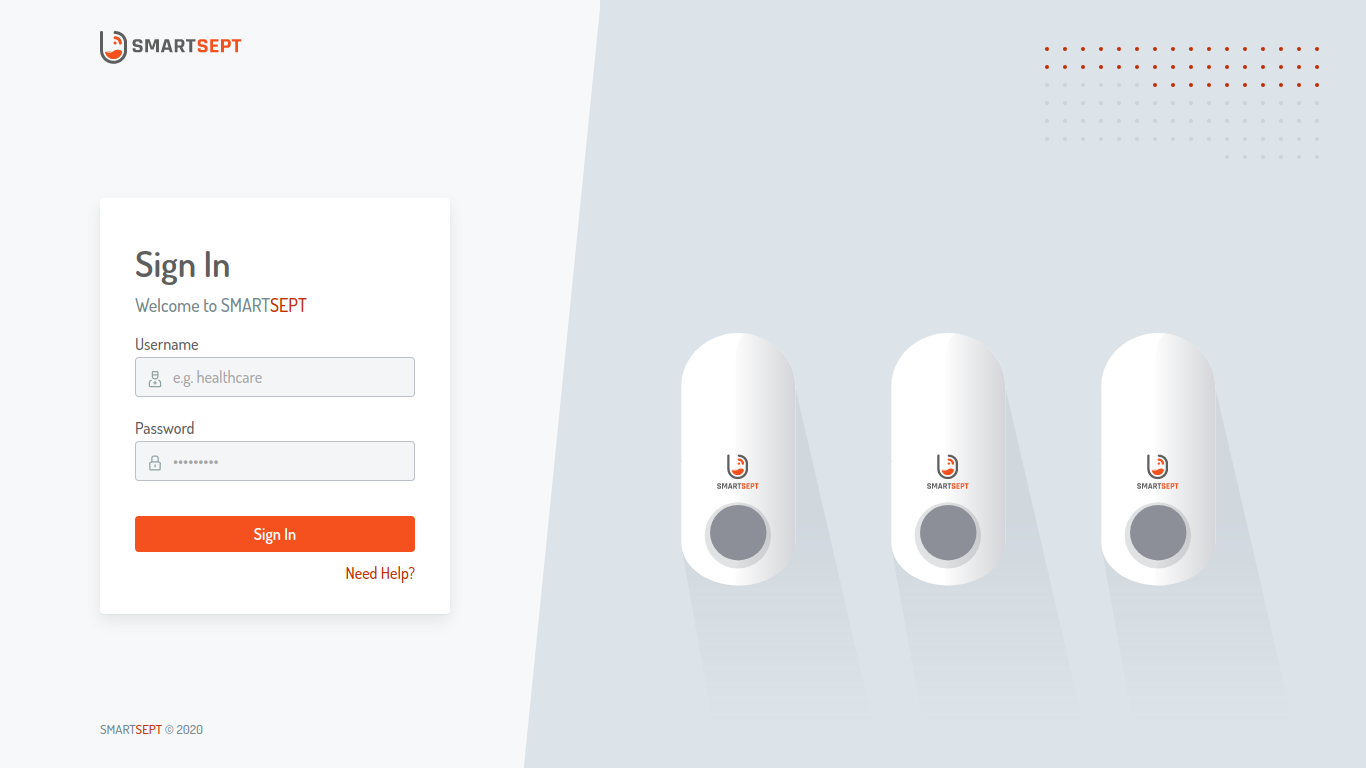 SMARTSEPT
Sign In
Welcome to SMARTSEPT
Username
e.g. healthcare
Password
•••••••••
Sign In
Need Help?
SMARTSEPT
SMARTSEPT
SMARTSEPT
SMARTSEPT © 2020